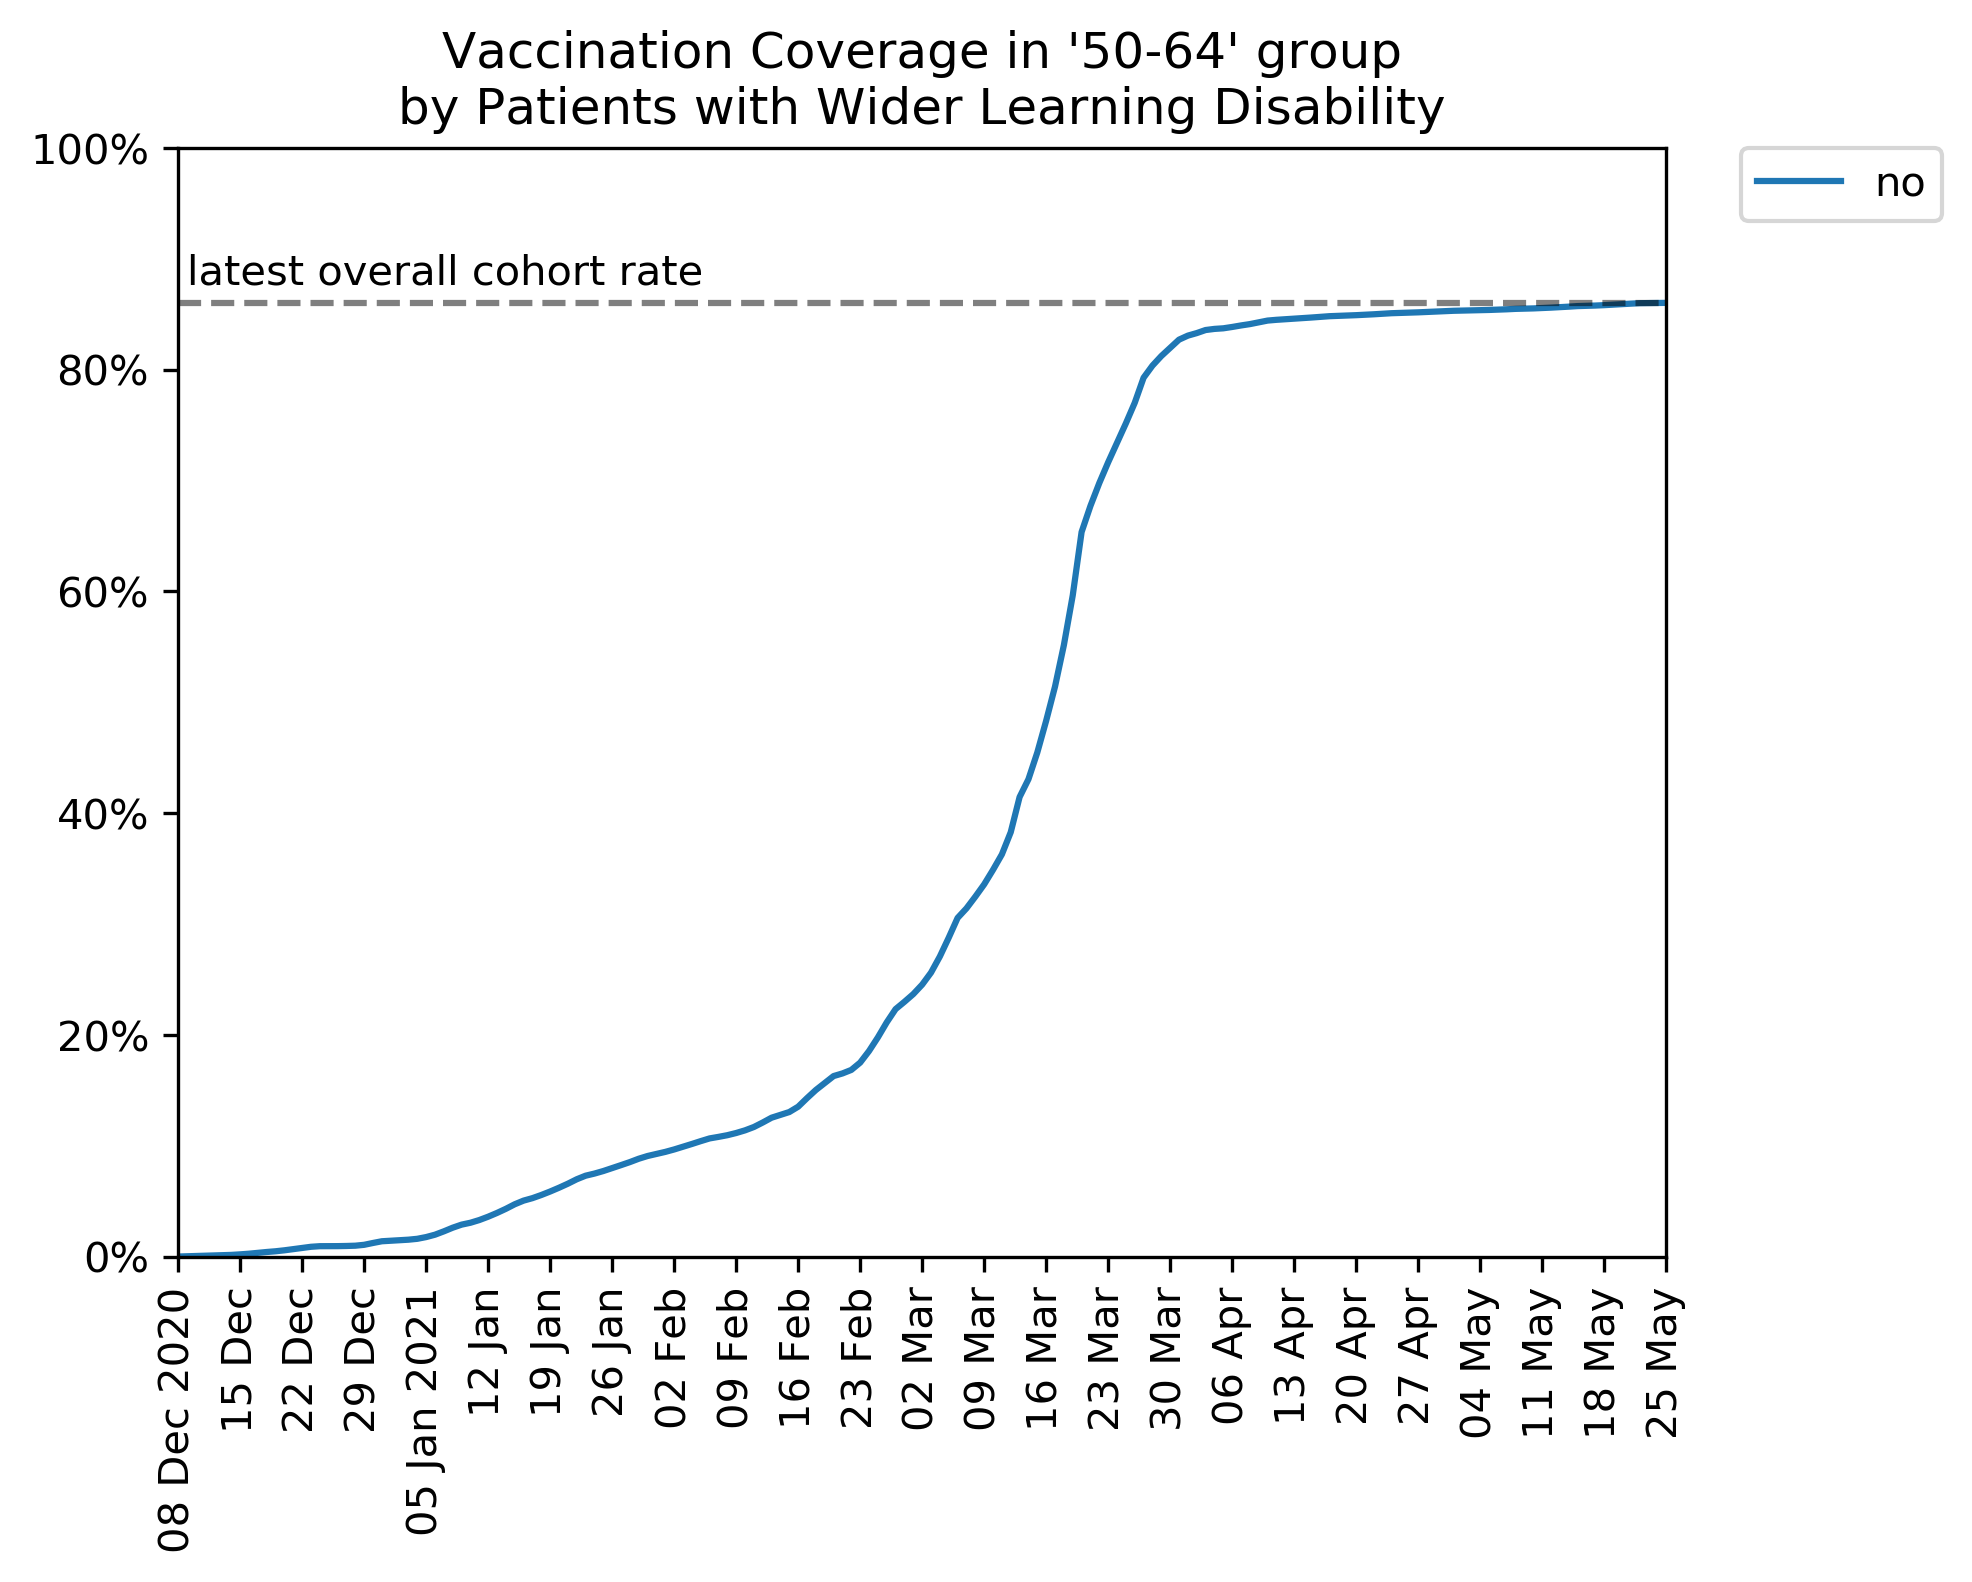 Vaccination Coverage in '50-64' group
by Patients with Wider Learning Disability
100%
80%
60%
40%
20%
0%
latest overall cohort rate
no
08 Dec 2020
15 Dec
22 Dec
29 Dec
05 Jan 2021
12 Jan
19 Jan
26 Jan
02 Feb
09 Feb
16 Feb
23 Feb
02 Mar
09 Mar
16 Mar
23 Mar
30 Mar
06 Apr
13 Apr
20 Apr
27 Apr
04 May
11 May
18 May
25 May